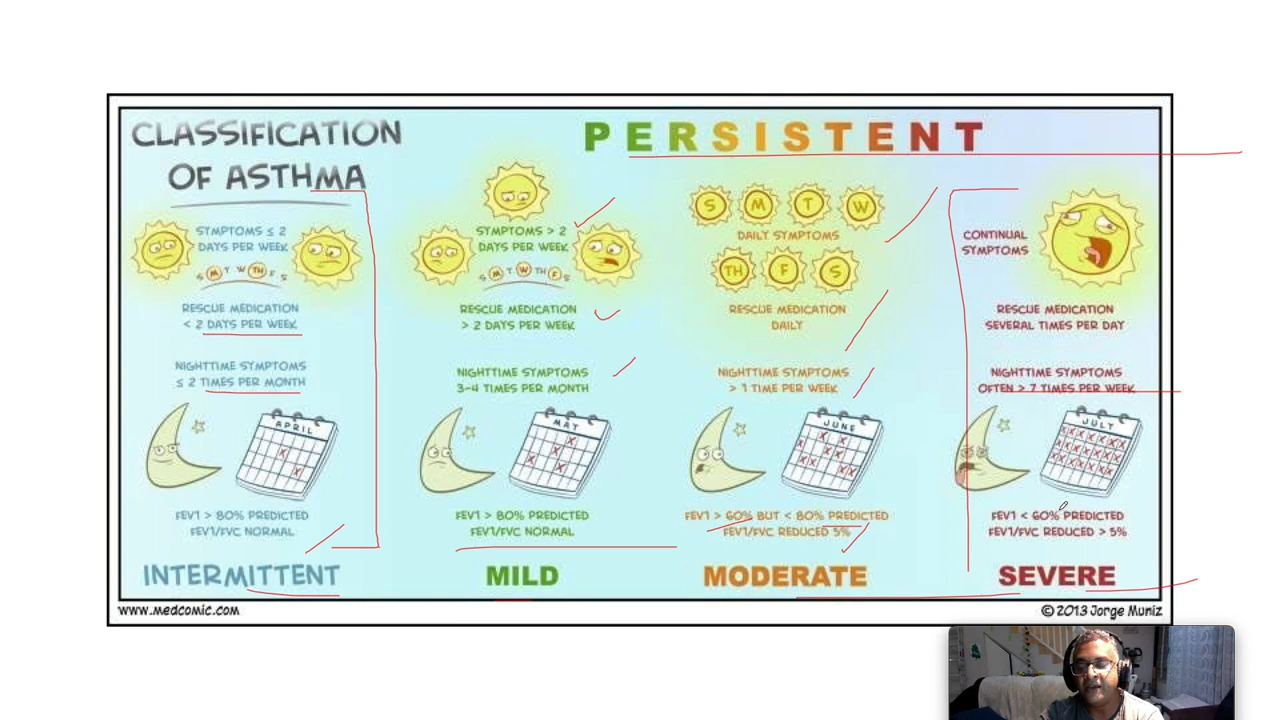 CLASSIFICATION
OF ASTHMA
PERSISTENT
SYMPTOMS ≤ 2
DAYS PER WEEK
S M T W TH F S
RESCUE MEDICATION
< 2 DAYS PER WEEK
NIGHTTIME SYMPTOMS
≤ 2 TIMES PER MONTH
APRIL
FEV1 > 80% PREDICTED
FEV1/FVC NORMAL
INTERMITTENT
SYMPTOMS > 2
DAYS PER WEEK
S M T W TH F S
RESCUE MEDICATION
> 2 DAYS PER WEEK
NIGHTTIME SYMPTOMS
3-4 TIMES PER MONTH
MAY
FEV1 > 80% PREDICTED
FEV1/FVC NORMAL
MILD
S M T W
DAILY SYMPTOMS
TH F S
RESCUE MEDICATION
DAILY
NIGHTTIME SYMPTOMS
> 1 TIME PER WEEK
JUNE
FEV1 > 60% BUT < 80% PREDICTED
FEV1/FVC REDUCED 5%
MODERATE
CONTINUAL
SYMPTOMS
RESCUE MEDICATION
SEVERAL TIMES PER DAY
NIGHTTIME SYMPTOMS
OFTEN > 7 TIMES PER WEEK
JULY
FEV1 < 60% PREDICTED
FEV1/FVC REDUCED > 5%
SEVERE
www.medcomic.com
© 2013 Jorge Muniz